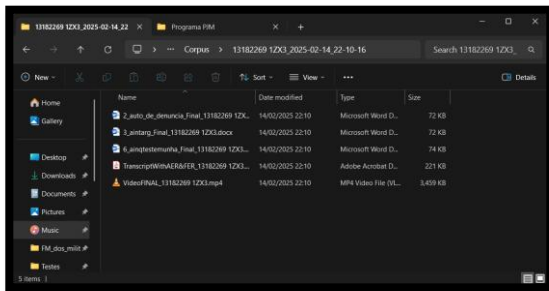 13182269 1ZX3_2025-02-14_22
Programa PJM
Corpus > 13182269 1ZX3_2025-02-14_22-10-16
Search 13182269 1ZX3_
New
Sort
View
Details
Name
Date modified
Type
Size
Home
Gallery
Desktop
Downloads
Documents
Pictures
Music
FM_dos_milit
Testes
2_auto_de_denuncia_Final_13182269 1ZX... 14/02/2025 22:10 Microsoft Word D... 72 KB
3_aintarg_Final_13182269 1ZX3.docx 14/02/2025 22:10 Microsoft Word D... 72 KB
6_ainqtestemunha_Final_13182269 1ZX3... 14/02/2025 22:10 Microsoft Word D... 74 KB
TranscriptWithAER&FER_13182269 1ZX3... 14/02/2025 22:10 Adobe Acrobat D... 221 KB
VideoFINAL_13182269 1ZX3.mp4 14/02/2025 22:10 MP4 Video File (VL... 3,459 KB
5 items